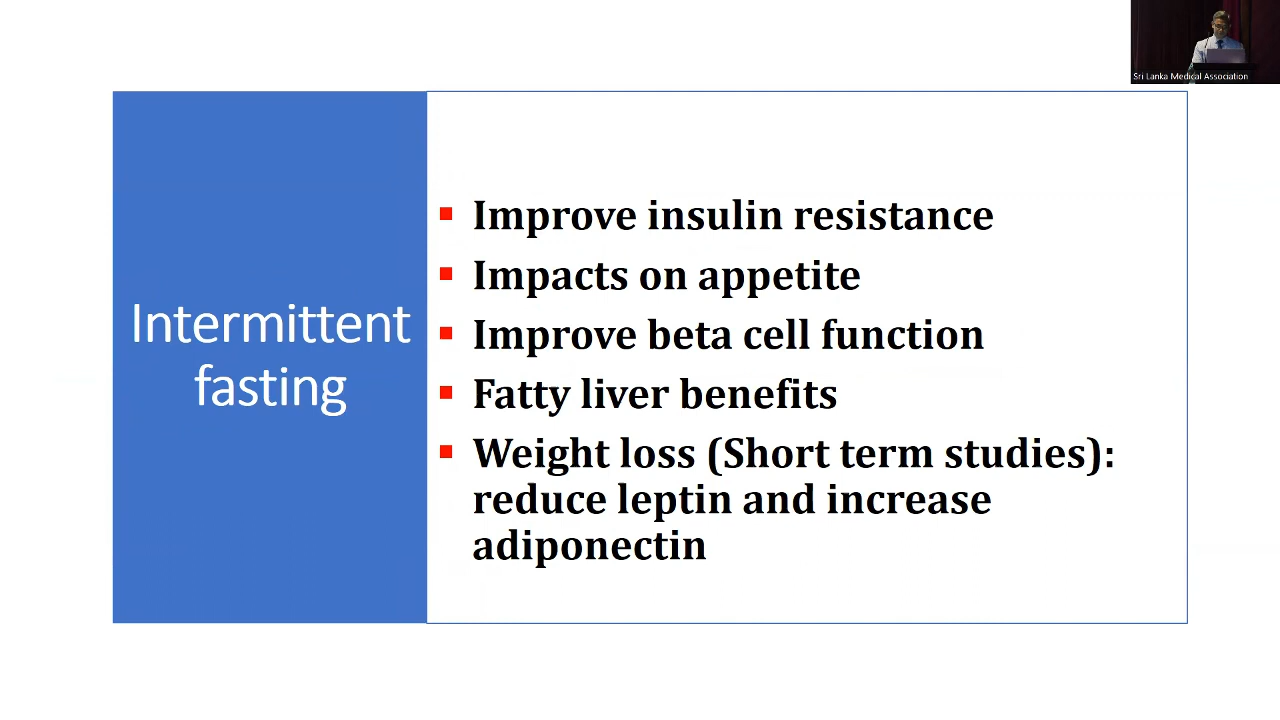 Sri Lanka Medical Association
Intermittent
fasting
Improve insulin resistance
Impacts on appetite
Improve beta cell function
Fatty liver benefits
Weight loss (Short term studies):
reduce leptin and increase
adiponectin